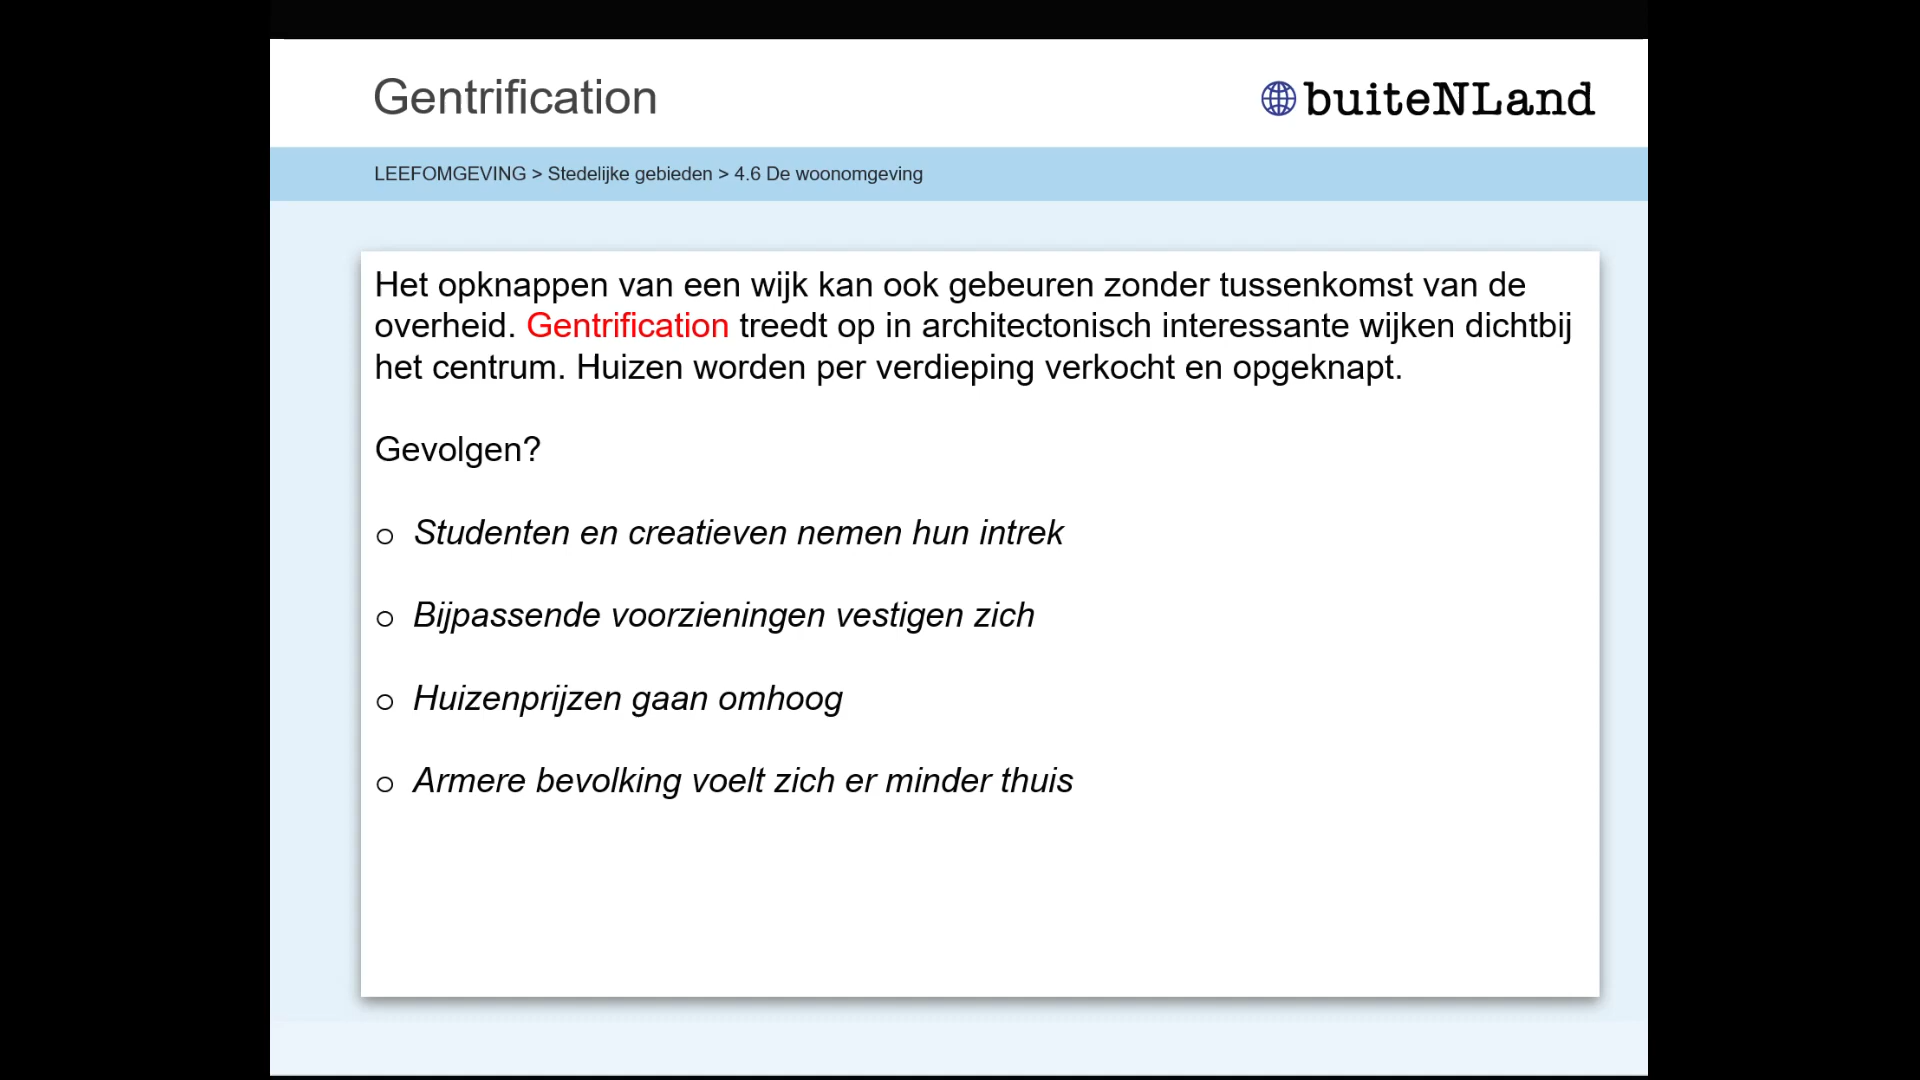 Gentrification
buiteNLand
LEEFOMGEVING > Stedelijke gebieden > 4.6 De woonomgeving
Het opknappen van een wijk kan ook gebeuren zonder tussenkomst van de
overheid. Gentrification treedt op in architectonisch interessante wijken dichtbij
het centrum. Huizen worden per verdieping verkocht en opgeknapt.
Gevolgen?
o Studenten en creatieven nemen hun intrek
o Bijpassende voorzieningen vestigen zich
o Huizenprijzen gaan omhoog
o Armere bevolking voelt zich er minder thuis